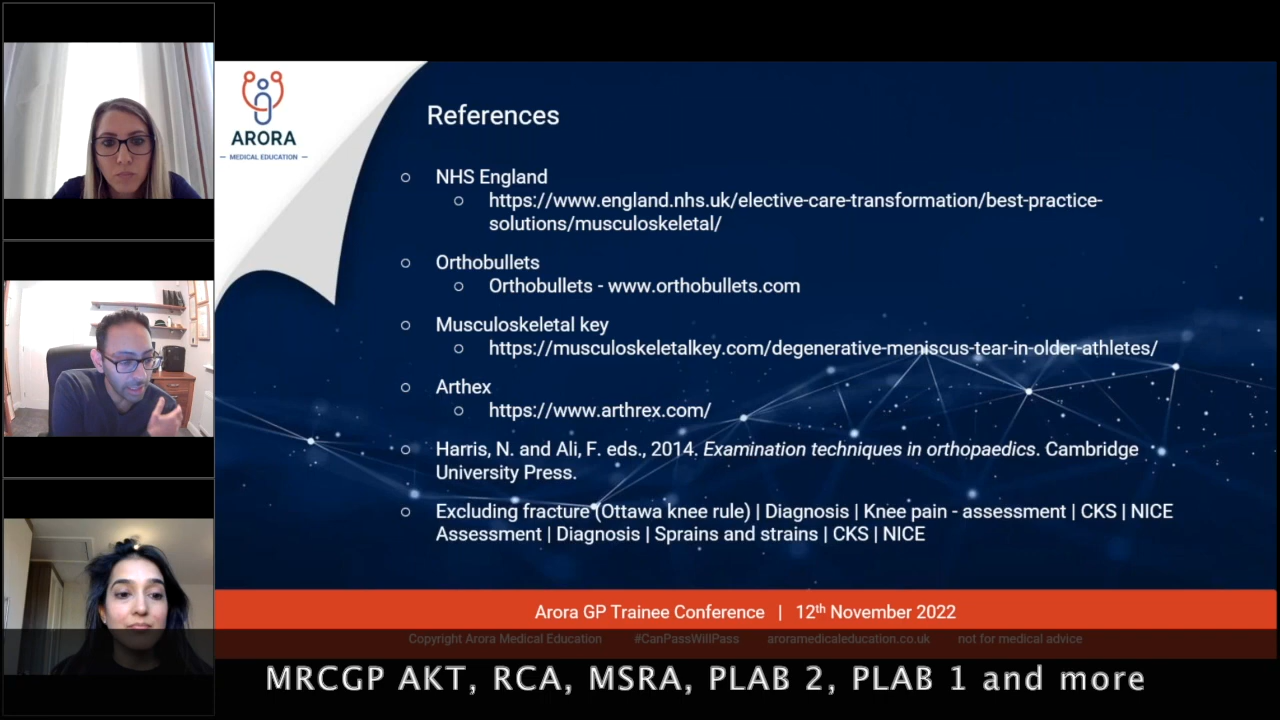 ARORA
MEDICAL EDUCATION
References
NHS England
https://www.england.nhs.uk/elective-care-transformation/best-practice-
solutions/musculoskeletal/
Orthobullets
Orthobullets - www.orthobullets.com
Musculoskeletal key
https://musculoskeletalkey.com/degenerative-meniscus-tear-in-older-athletes/
Arthex
https://www.arthrex.com/
Harris, N. and Ali, F. eds., 2014. Examination techniques in orthopaedics. Cambridge
University Press.
Excluding fracture (Ottawa knee rule) | Diagnosis | Knee pain - assessment | CKS | NICE
Assessment | Diagnosis | Sprains and strains | CKS | NICE
Arora GP Trainee Conference | 12th November 2022
Copyright Arora Medical Education #CanPassWillPass aroramedicaleducation.co.uk not for medical advice
MRCGP AKT, RCA, MSRA, PLAB 2, PLAB 1 and more